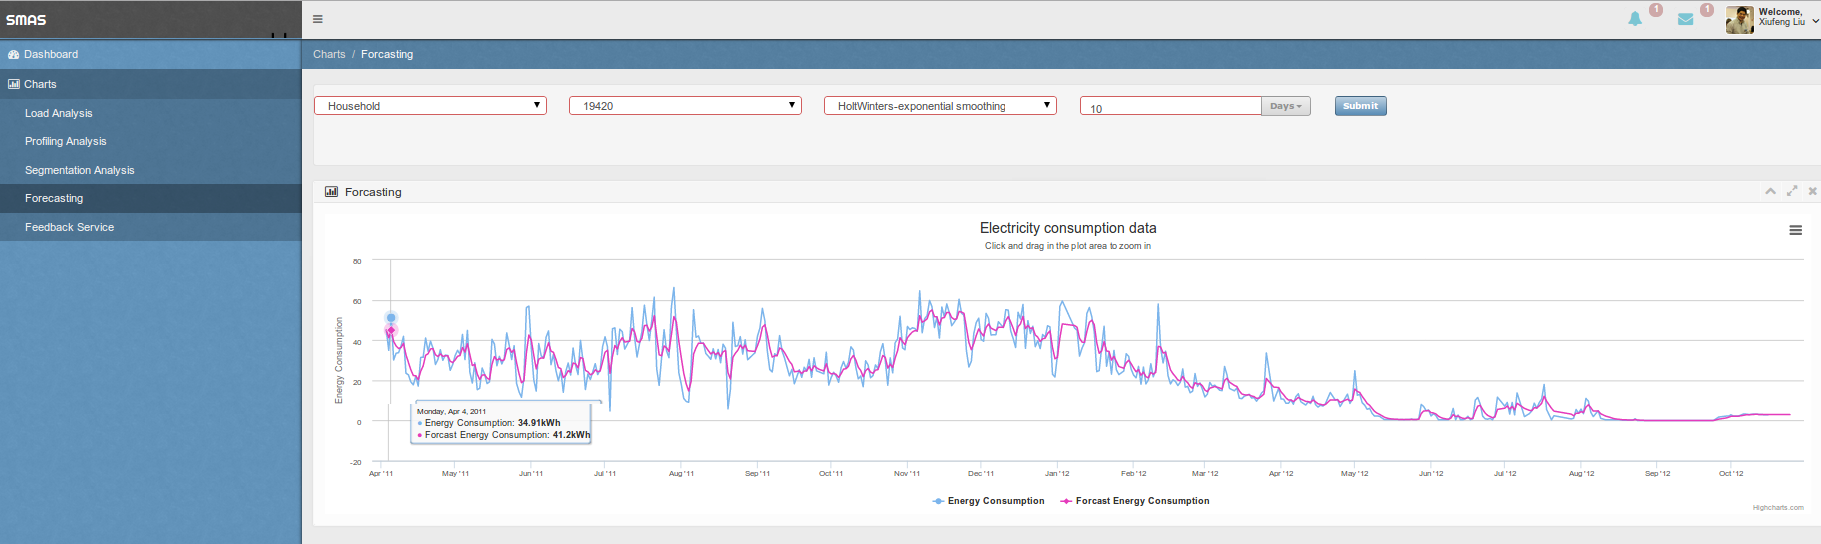 SMAS
1
1
Welcome,
Xiufeng Liu
Dashboard
Charts
Load Analysis
Profiling Analysis
Segmentation Analysis
Forecasting
Feedback Service
Charts / Forcasting
Household
19420
HoltWinters-exponential smoothing
10
Days
Submit
Forcasting
Electricity consumption data
Click and drag in the plot area to zoom in
Energy Consumption
80
60
40
20
0
-20
Monday, Apr 4, 2011
Energy Consumption: 34.91kWh
Forcast Energy Consumption: 41.2kWh
Apr '11
May '11
Jun '11
Jul '11
Aug '11
Sep '11
Oct '11
Nov '11
Dec '11
Jan '12
Feb '12
Mar '12
Apr '12
May '12
Jun '12
Jul '12
Aug '12
Sep '12
Oct '12
Energy Consumption
Forcast Energy Consumption
Highcharts.com